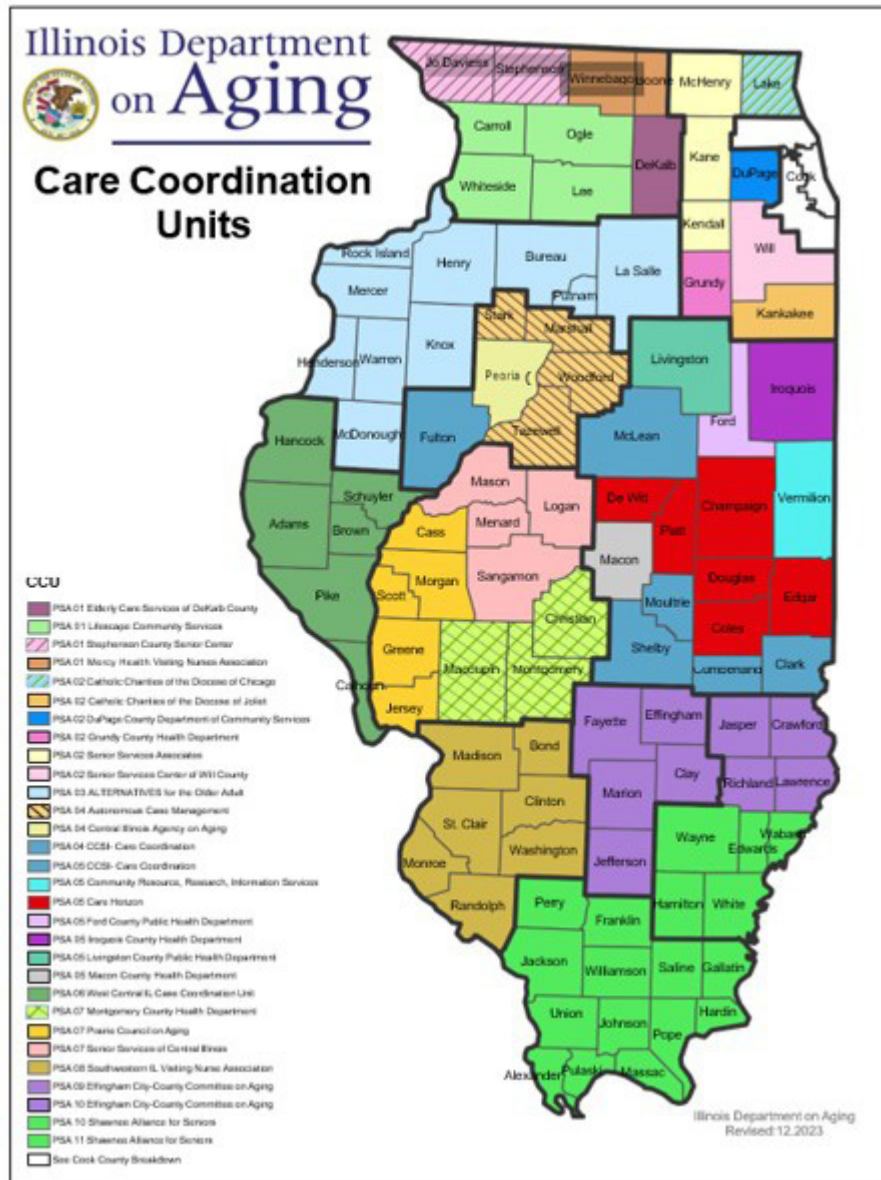 Illinois Department
on Aging
Care Coordination
Units
Jo Daviess
Stephenson
Winnebago
Boone
McHenry
Lake
Carroll
Ogle
DeKalb
Kane
DuPage
Cook
Whiteside
Lee
Kendall
Will
Rock Island
Henry
Bureau
La Salle
Grundy
Mercer
Putnam
Kankakee
Stark
Marshall
Henderson
Warren
Knox
Peoria (
Woodford
Livingston
Iroquois
Ford
McDonough
Fulton
Tazewell
McLean
Hancock
Mason
Schuyler
Logan
De Witt
Champaign
Vermilion
Adams
Brown
Cass
Menard
Piatt
Macon
Morgan
Sangamon
Douglas
Edgar
Pike
Scott
Christian
Moultrie
Coles
Greene
Macoupin
Montgomery
Shelby
Cumberland
Clark
Calhoun
Jersey
Fayette
Effingham
Jasper
Crawford
Madison
Bond
Clay
Clinton
Marion
Richland
Lawrence
St. Clair
Wayne
Wabash
Edwards
Washington
Monroe
Jefferson
Randolph
Perry
Franklin
Hamilton
White
Jackson
Williamson
Saline
Gallatin
Union
Johnson
Pope
Hardin
Alexander
Pulaski
Massac
CCU
PSA 01 Elderly Care Services of DeKalb County
PSA 01 Lifescape Community Services
PSA 01 Stephenson County Senior Center
PSA 01 Mercy Health Visiting Nurses Association
PSA 02 Catholic Charities of the Diocese of Chicago
PSA 02 Catholic Charities of the Diocese of Joliet
PSA 02 DuPage County Department of Community Services
PSA 02 Grundy County Health Department
PSA 02 Senior Services Associates
PSA 02 Senior Services Center of Will County
PSA 03 ALTERNATIVES for the Older Adult
PSA 04 Autonomous Case Management
PSA 04 Central Illinois Agency on Aging
PSA 04 CCSI- Care Coordination
PSA 05 CCSI- Care Coordination
PSA 05 Community Resource, Research, Information Services
PSA 05 Care Horizon
PSA 05 Ford County Public Health Department
PSA 05 Iroquois County Health Department
PSA 05 Livingston County Public Health Department
PSA 05 Macon County Health Department
PSA 06 West Central IL Case Coordination Unit
PSA 07 Montgomery County Health Department
PSA 07 Prairie Council on Aging
PSA 07 Senior Services of Central Illinois
PSA 08 Southwestern IL Visiting Nurse Association
PSA 09 Effingham City-County Committee on Aging
PSA 10 Effingham City-County Committee on Aging
PSA 10 Shawnee Alliance for Seniors
PSA 11 Shawnee Alliance for Seniors
See Cook County Breakdown
Illinois Department on Aging
Revised:12.2023